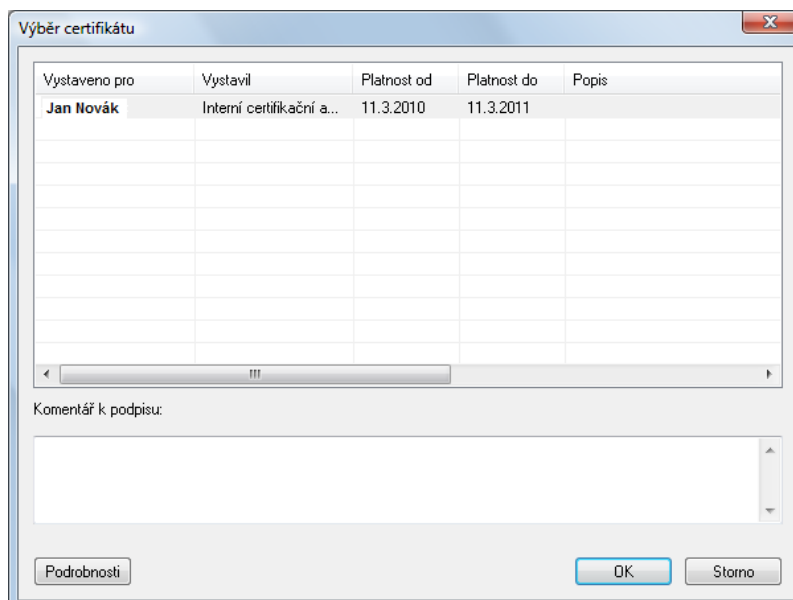 Výběr certifikátu
Vystaveno pro Vystavil Platnost od Platnost do Popis
Jan Novák Interní certifikační a... 11.3.2010 11.3.2011
Komentář k podpisu:
Podrobnosti OK Storno